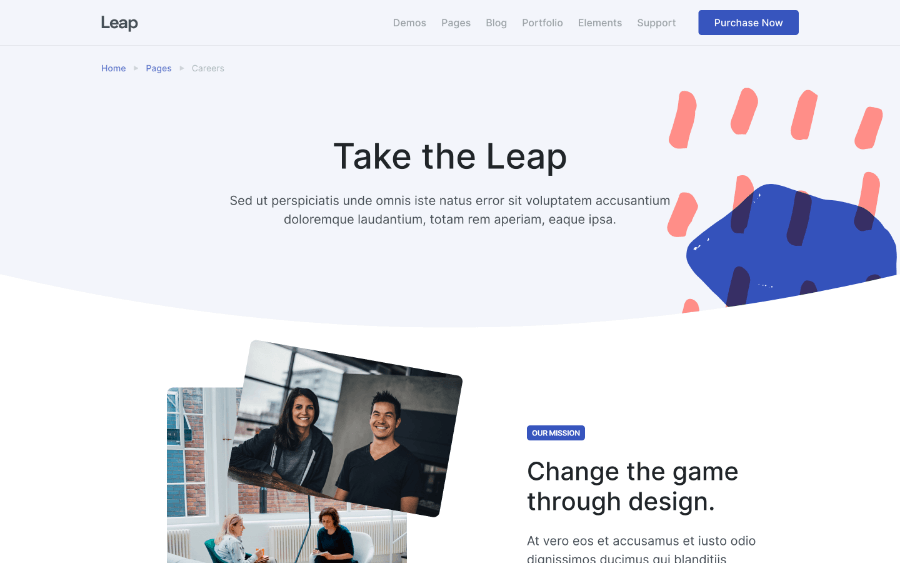 Leap
Demos Pages Blog Portfolio Elements Support Purchase Now
Home Pages Careers
Take the Leap
Sed ut perspiciatis unde omnis iste natus error sit voluptatem accusantium
doloremque laudantium, totam rem aperiam, eaque ipsa.
OUR MISSION
Change the game
through design.
At vero eos et accusamus et iusto odio
dignissimos ducimus qui blanditiis